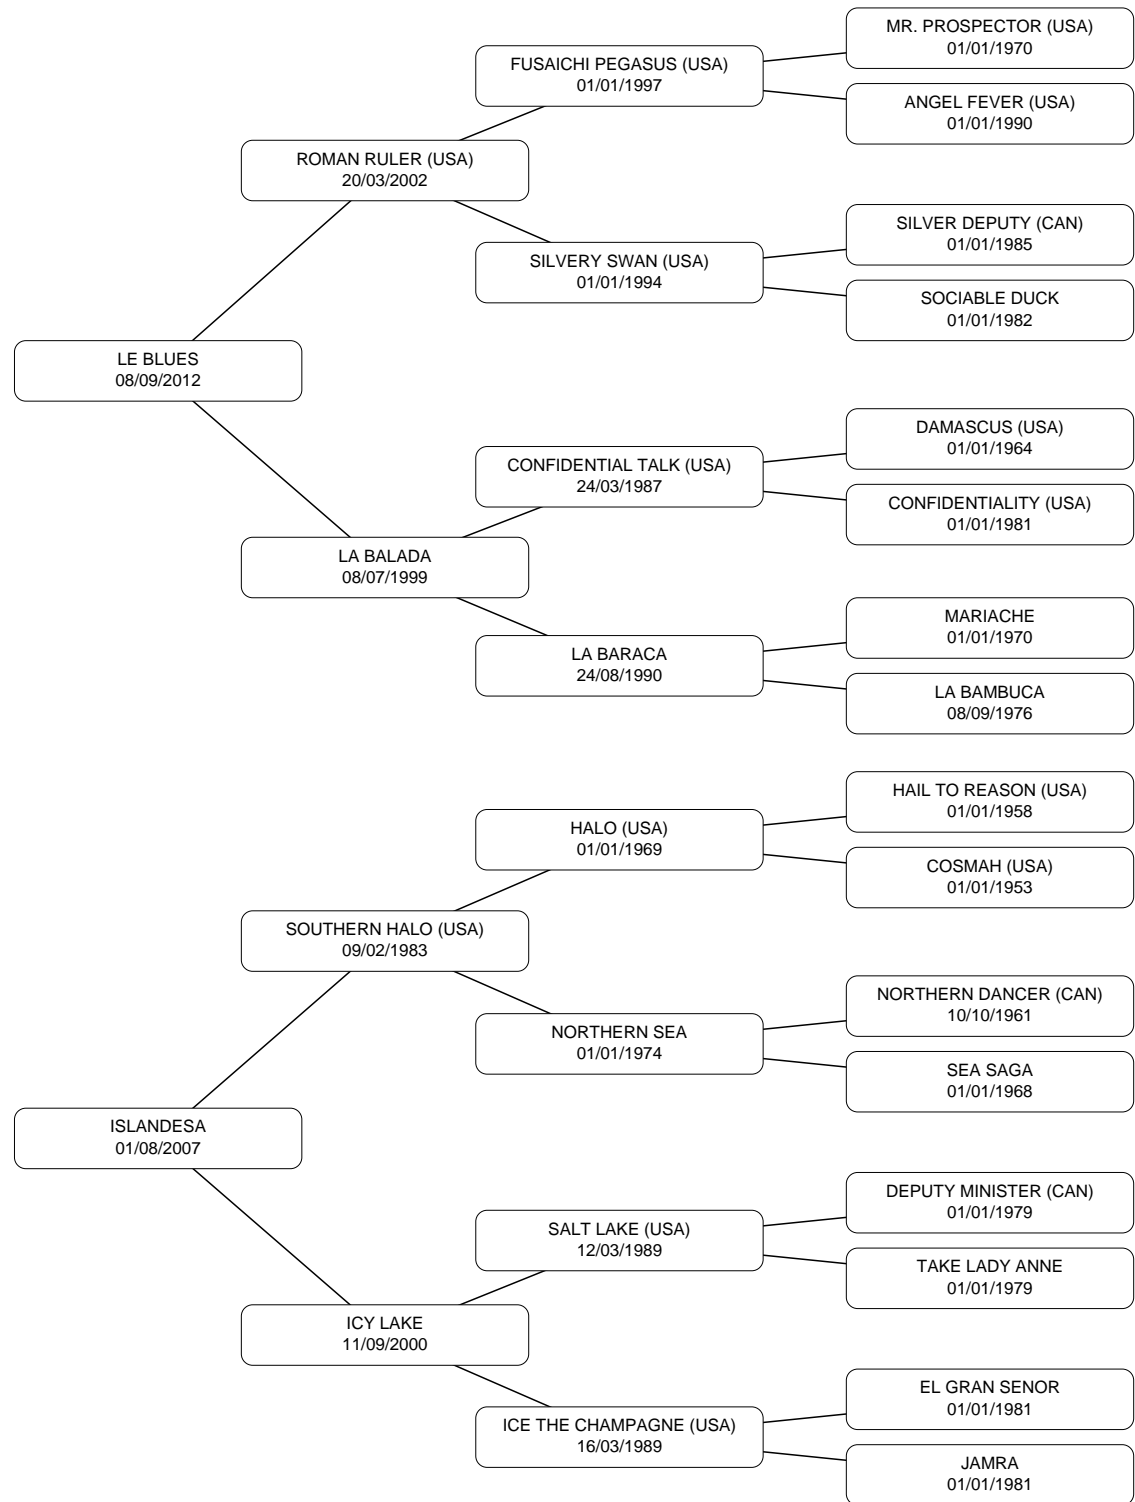 MR. PROSPECTOR (USA)
01/01/1970
FUSAICHI PEGASUS (USA)
01/01/1997
ANGEL FEVER (USA)
01/01/1990
ROMAN RULER (USA)
20/03/2002
SILVER DEPUTY (CAN)
01/01/1985
SILVERY SWAN (USA)
01/01/1994
SOCIABLE DUCK
01/01/1982
LE BLUES
08/09/2012
DAMASCUS (USA)
01/01/1964
CONFIDENTIAL TALK (USA)
24/03/1987
CONFIDENTIALITY (USA)
01/01/1981
LA BALADA
08/07/1999
MARIACHE
01/01/1970
LA BARACA
24/08/1990
LA BAMBUCA
08/09/1976
HAIL TO REASON (USA)
01/01/1958
HALO (USA)
01/01/1969
COSMAH (USA)
01/01/1953
SOUTHERN HALO (USA)
09/02/1983
NORTHERN DANCER (CAN)
10/10/1961
NORTHERN SEA
01/01/1974
SEA SAGA
01/01/1968
ISLANDESA
01/08/2007
DEPUTY MINISTER (CAN)
01/01/1979
SALT LAKE (USA)
12/03/1989
TAKE LADY ANNE
01/01/1979
ICY LAKE
11/09/2000
EL GRAN SENOR
01/01/1981
ICE THE CHAMPAGNE (USA)
16/03/1989
JAMRA
01/01/1981